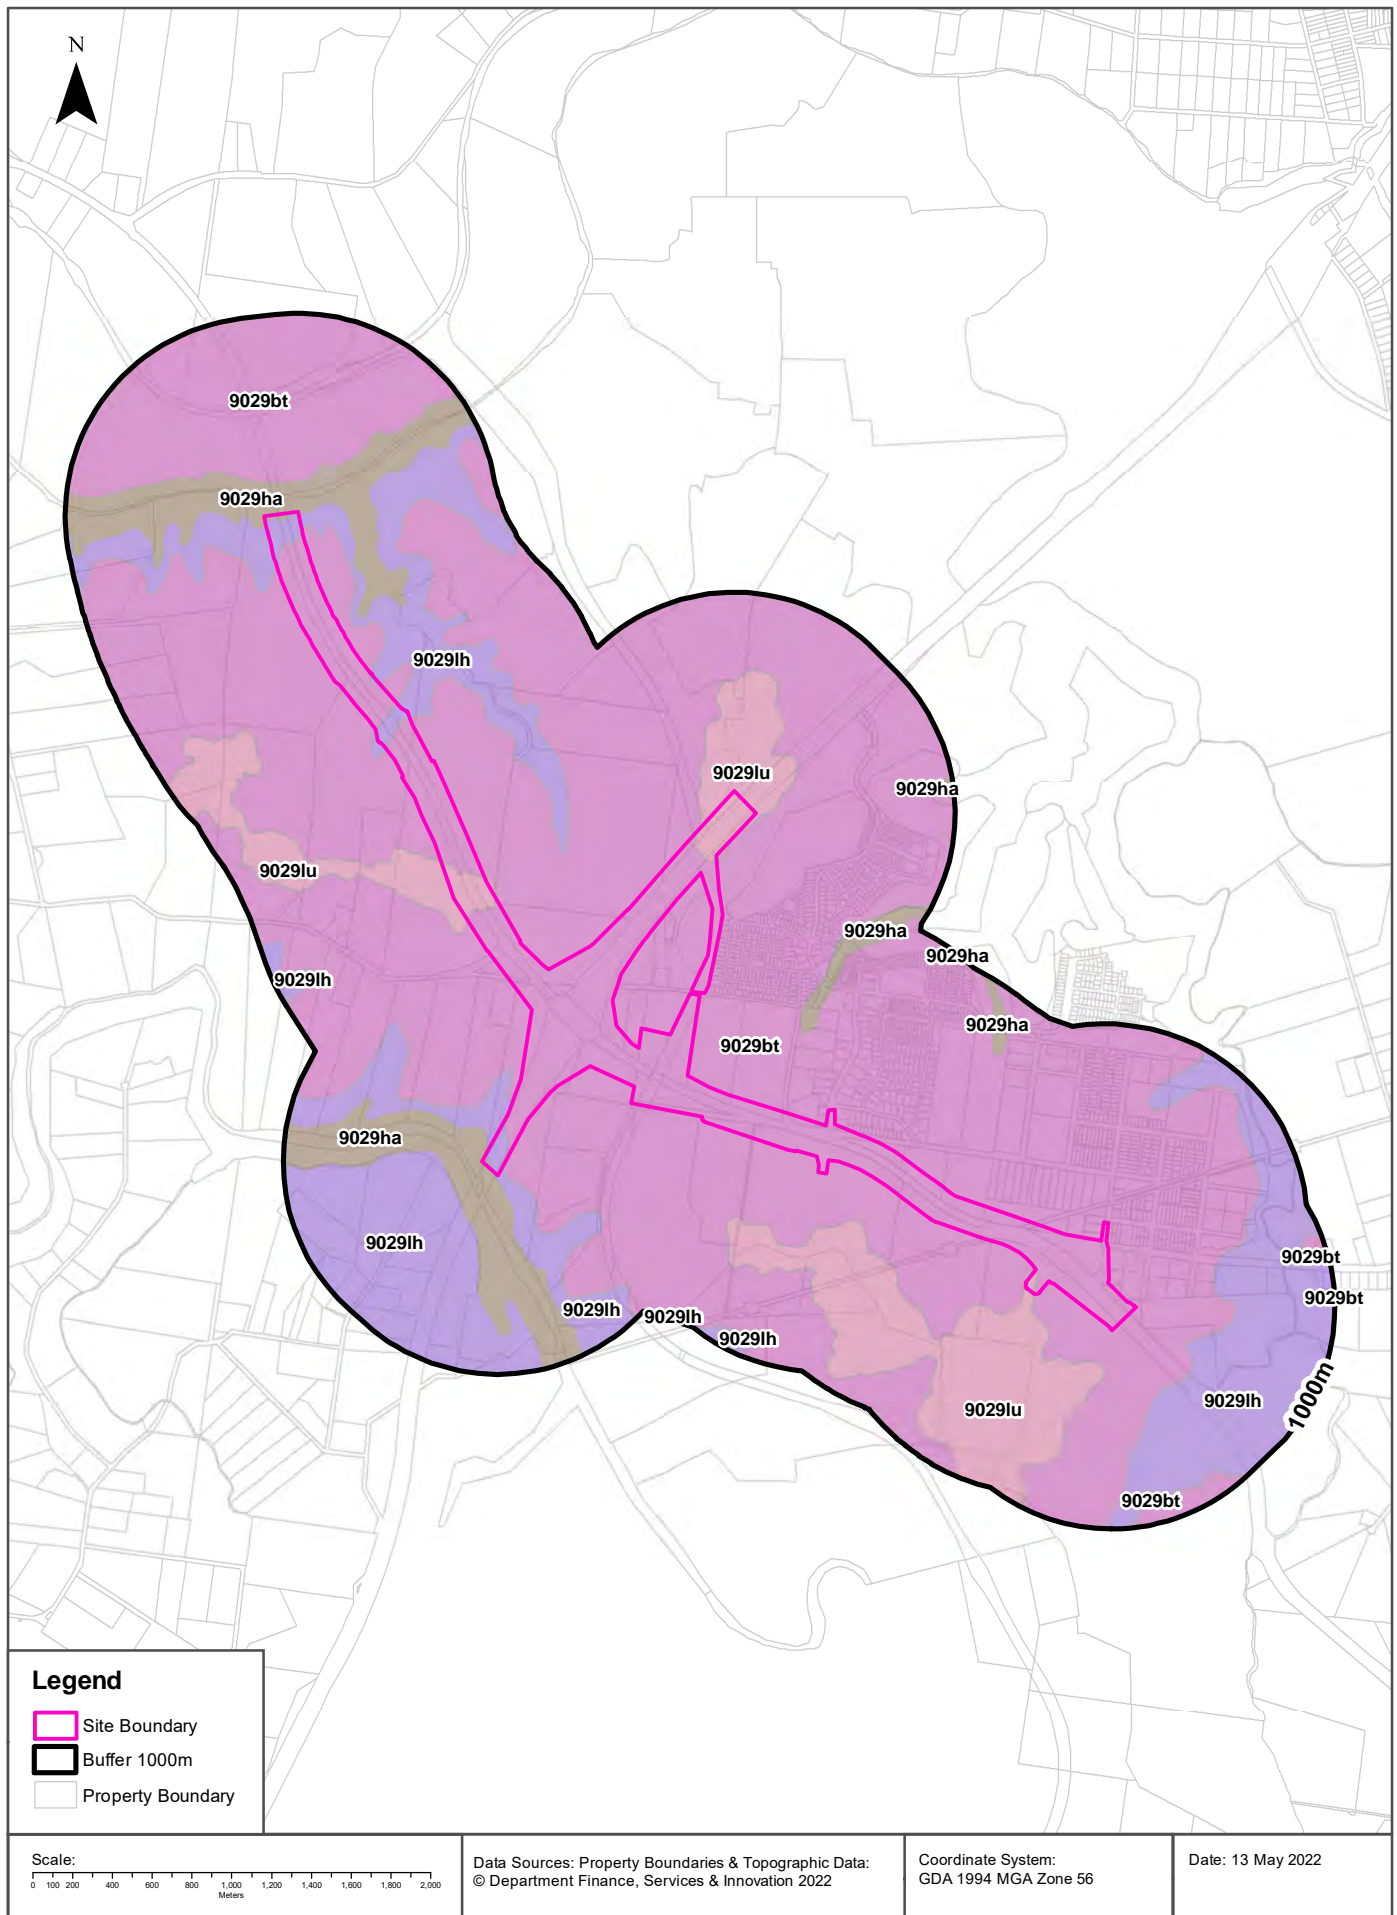 N
9029bt
9029ha
9029lh
9029lu
9029ha
9029lu
9029ha
9029ha
9029lh
9029ha
9029bt
9029ha
9029lh
9029bt
9029bt
9029lh
9029lh
9029lh
1000m
9029lh
9029lu
9029bt
Legend
Site Boundary
Buffer 1000m
Property Boundary
Scale:
0 100 200 400 600 800 1,000 1,200 1,400 1,600 1,800 2,000
Meters
Data Sources: Property Boundaries & Topographic Data:
© Department Finance, Services & Innovation 2022
Coordinate System:
GDA 1994 MGA Zone 56
Date: 13 May 2022